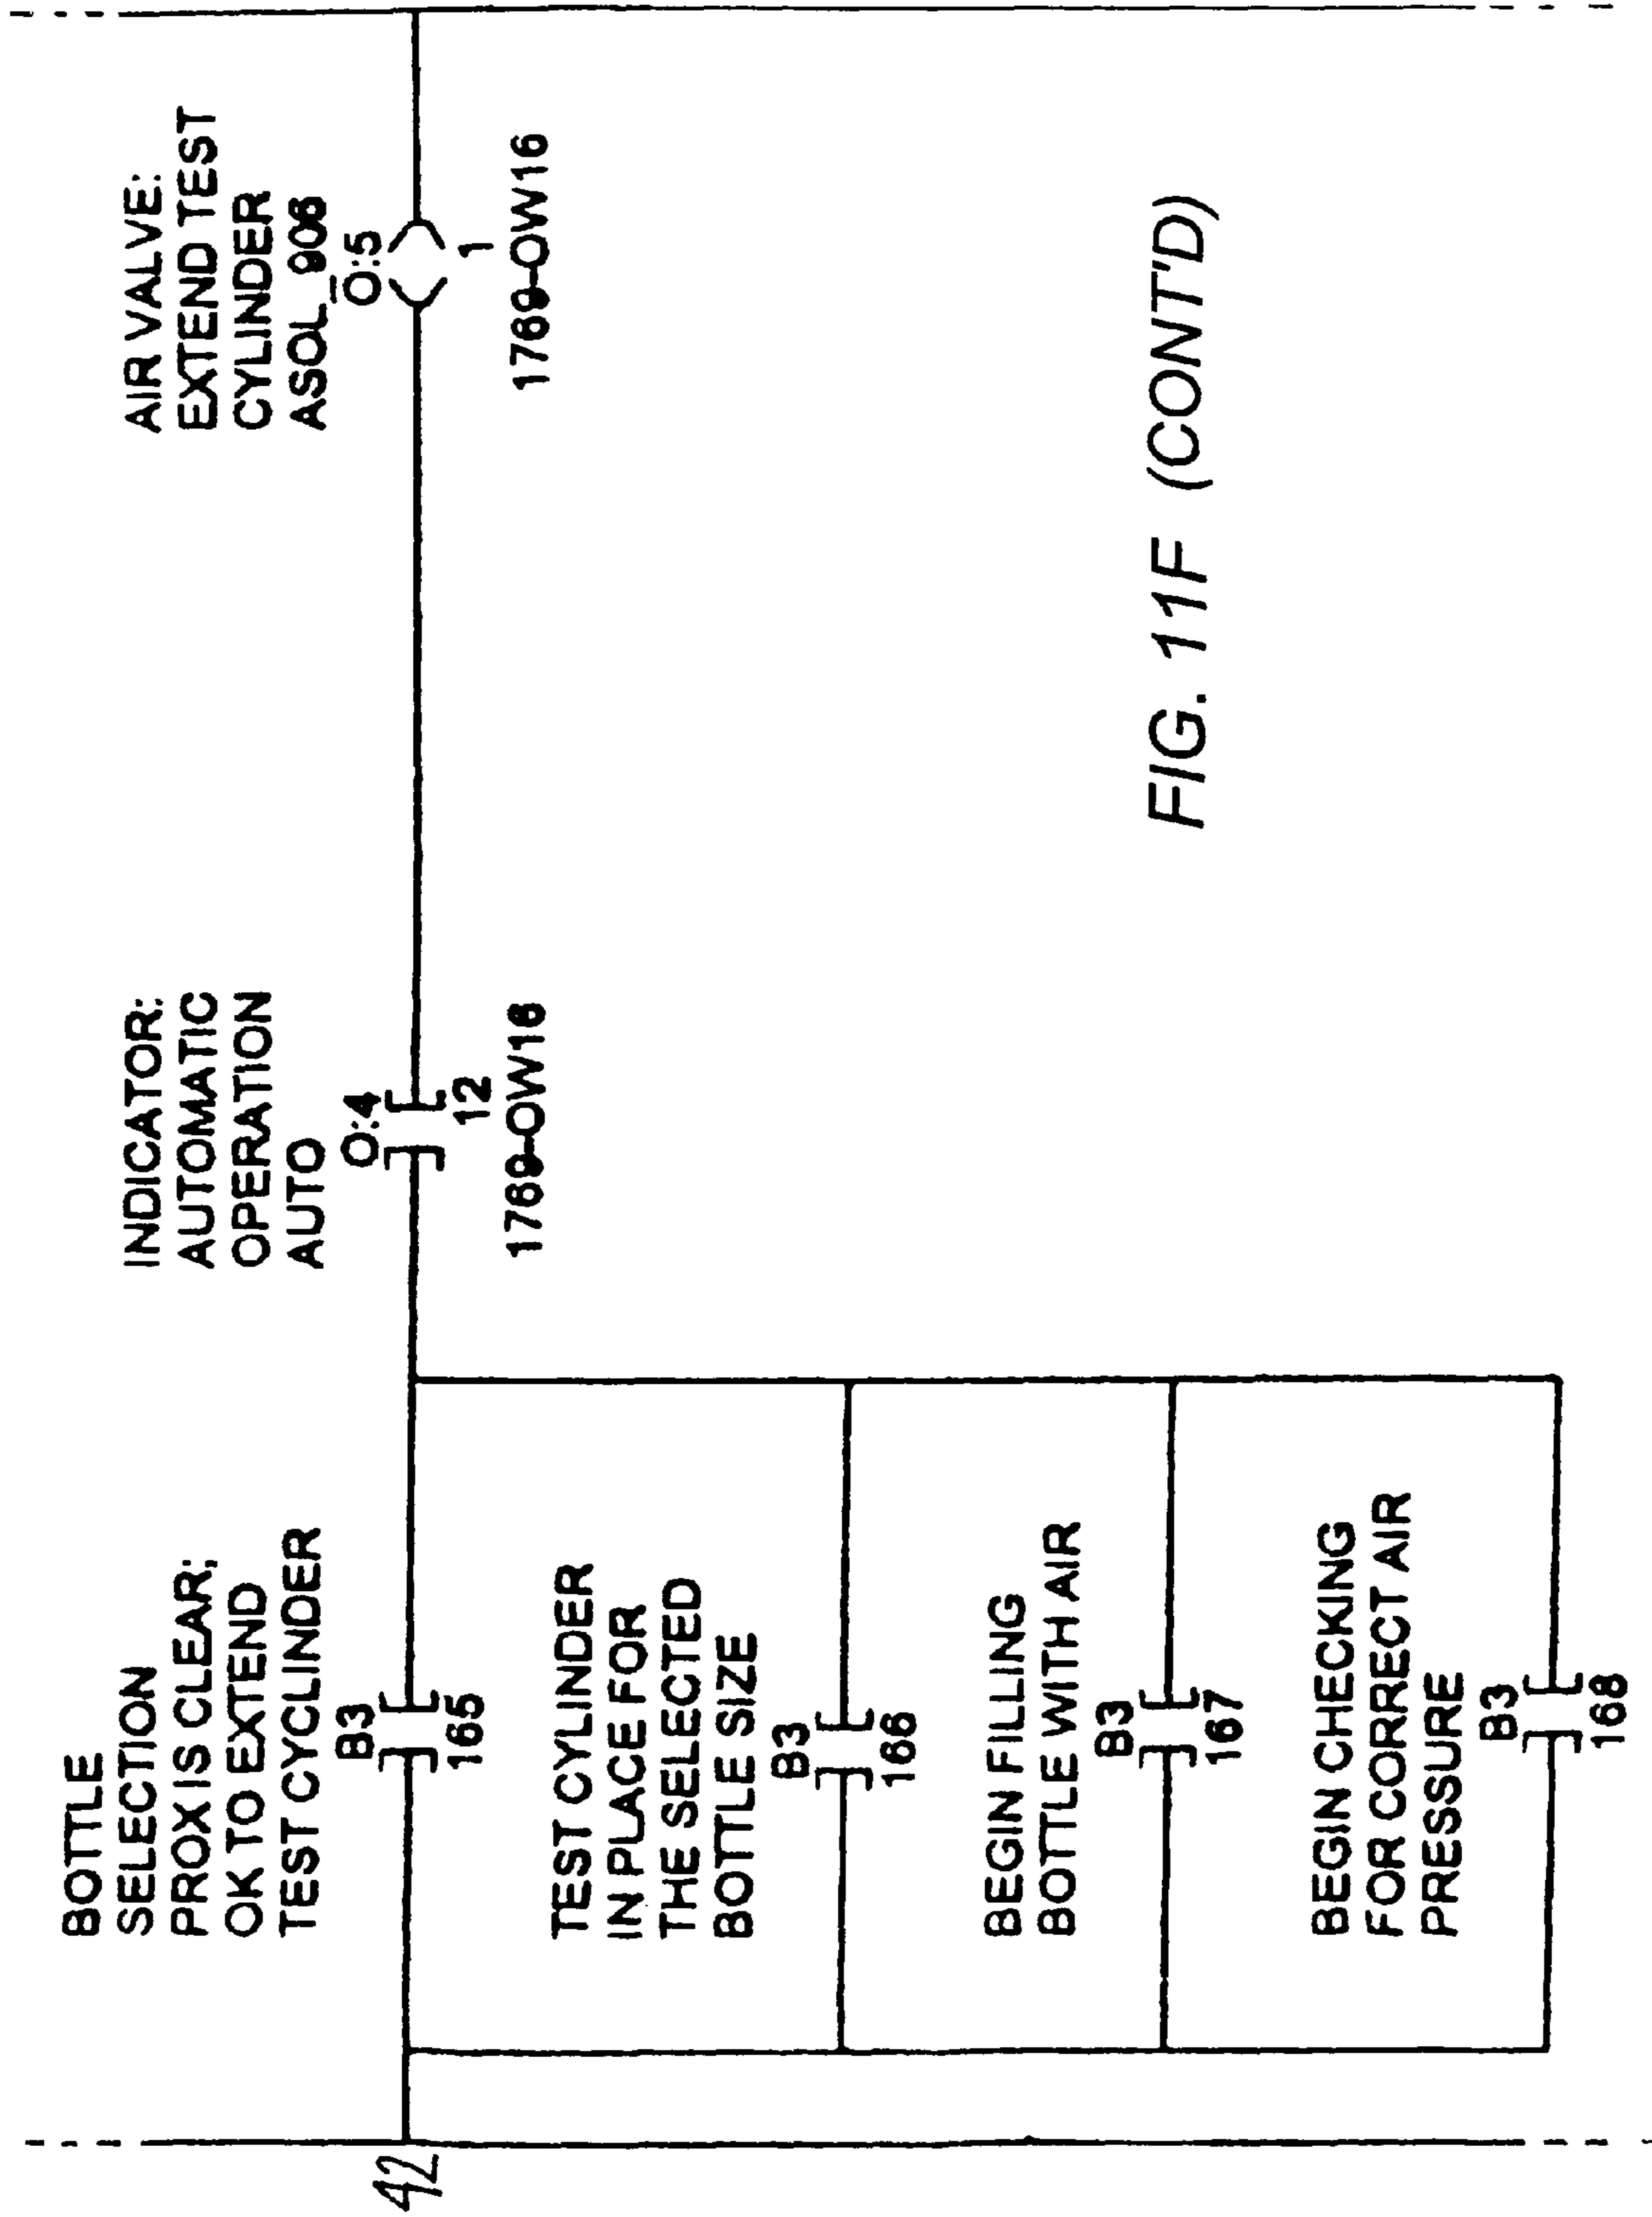 42
BOTTLE
SELECTION
PROX IS CLEAR;
OK TO EXTEND
TEST CYCLINDER
B3
165
INDICATOR:
AUTOMATIC
OPERATION
AUTO
O:4
12
1769-OW16
AIR VALVE:
EXTEND TEST
CYLINDER
ASOL_906
O:5
1
1769-OW16
TEST CYLINDER
IN PLACE FOR
THE SELECTED
BOTTLE SIZE
B3
166
BEGIN FILLING
BOTTLE WITH AIR
B3
167
BEGIN CHECKING
FOR CORRECT AIR
PRESSURE
B3
168
FIG. 11F (CONT'D)